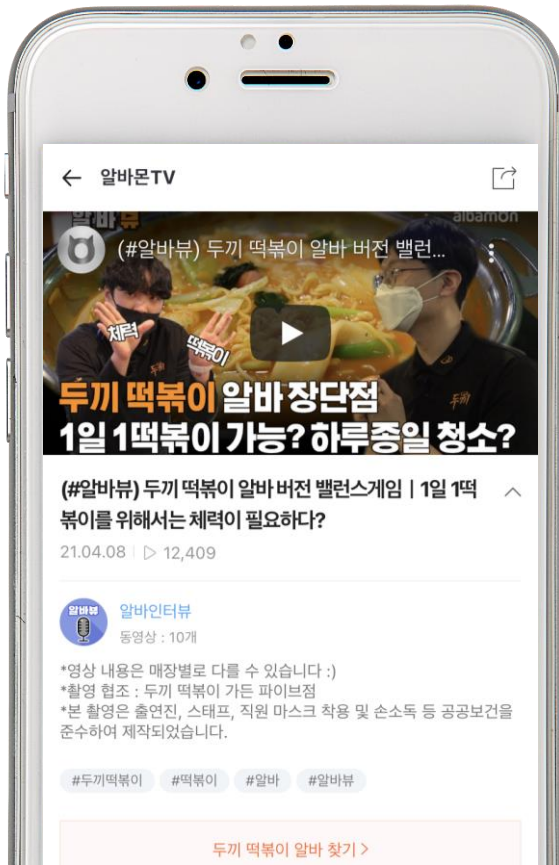 알바몬TV
알바뷰
albamon
(#알바뷰) 두끼 떡볶이 알바 버전 밸런...
체력
떡볶이
두끼
두끼 떡볶이 알바 장단점
1일 1떡볶이 가능? 하루종일 청소?
(#알바뷰) 두끼 떡볶이 알바 버전 밸런스게임 | 1일 1떡
볶이를 위해서는 체력이 필요하다?
21.04.08 12,409
알바뷰
알바인터뷰
동영상 : 10개
*영상 내용은 매장별로 다를 수 있습니다 :)
*촬영 협조 : 두끼 떡볶이 가든 파이브점
*본 촬영은 출연진, 스태프, 직원 마스크 착용 및 손소독 등 공공보건을
준수하여 제작되었습니다.
#두끼떡볶이 #떡볶이 #알바 #알바뷰
두끼 떡볶이 알바 찾기 >